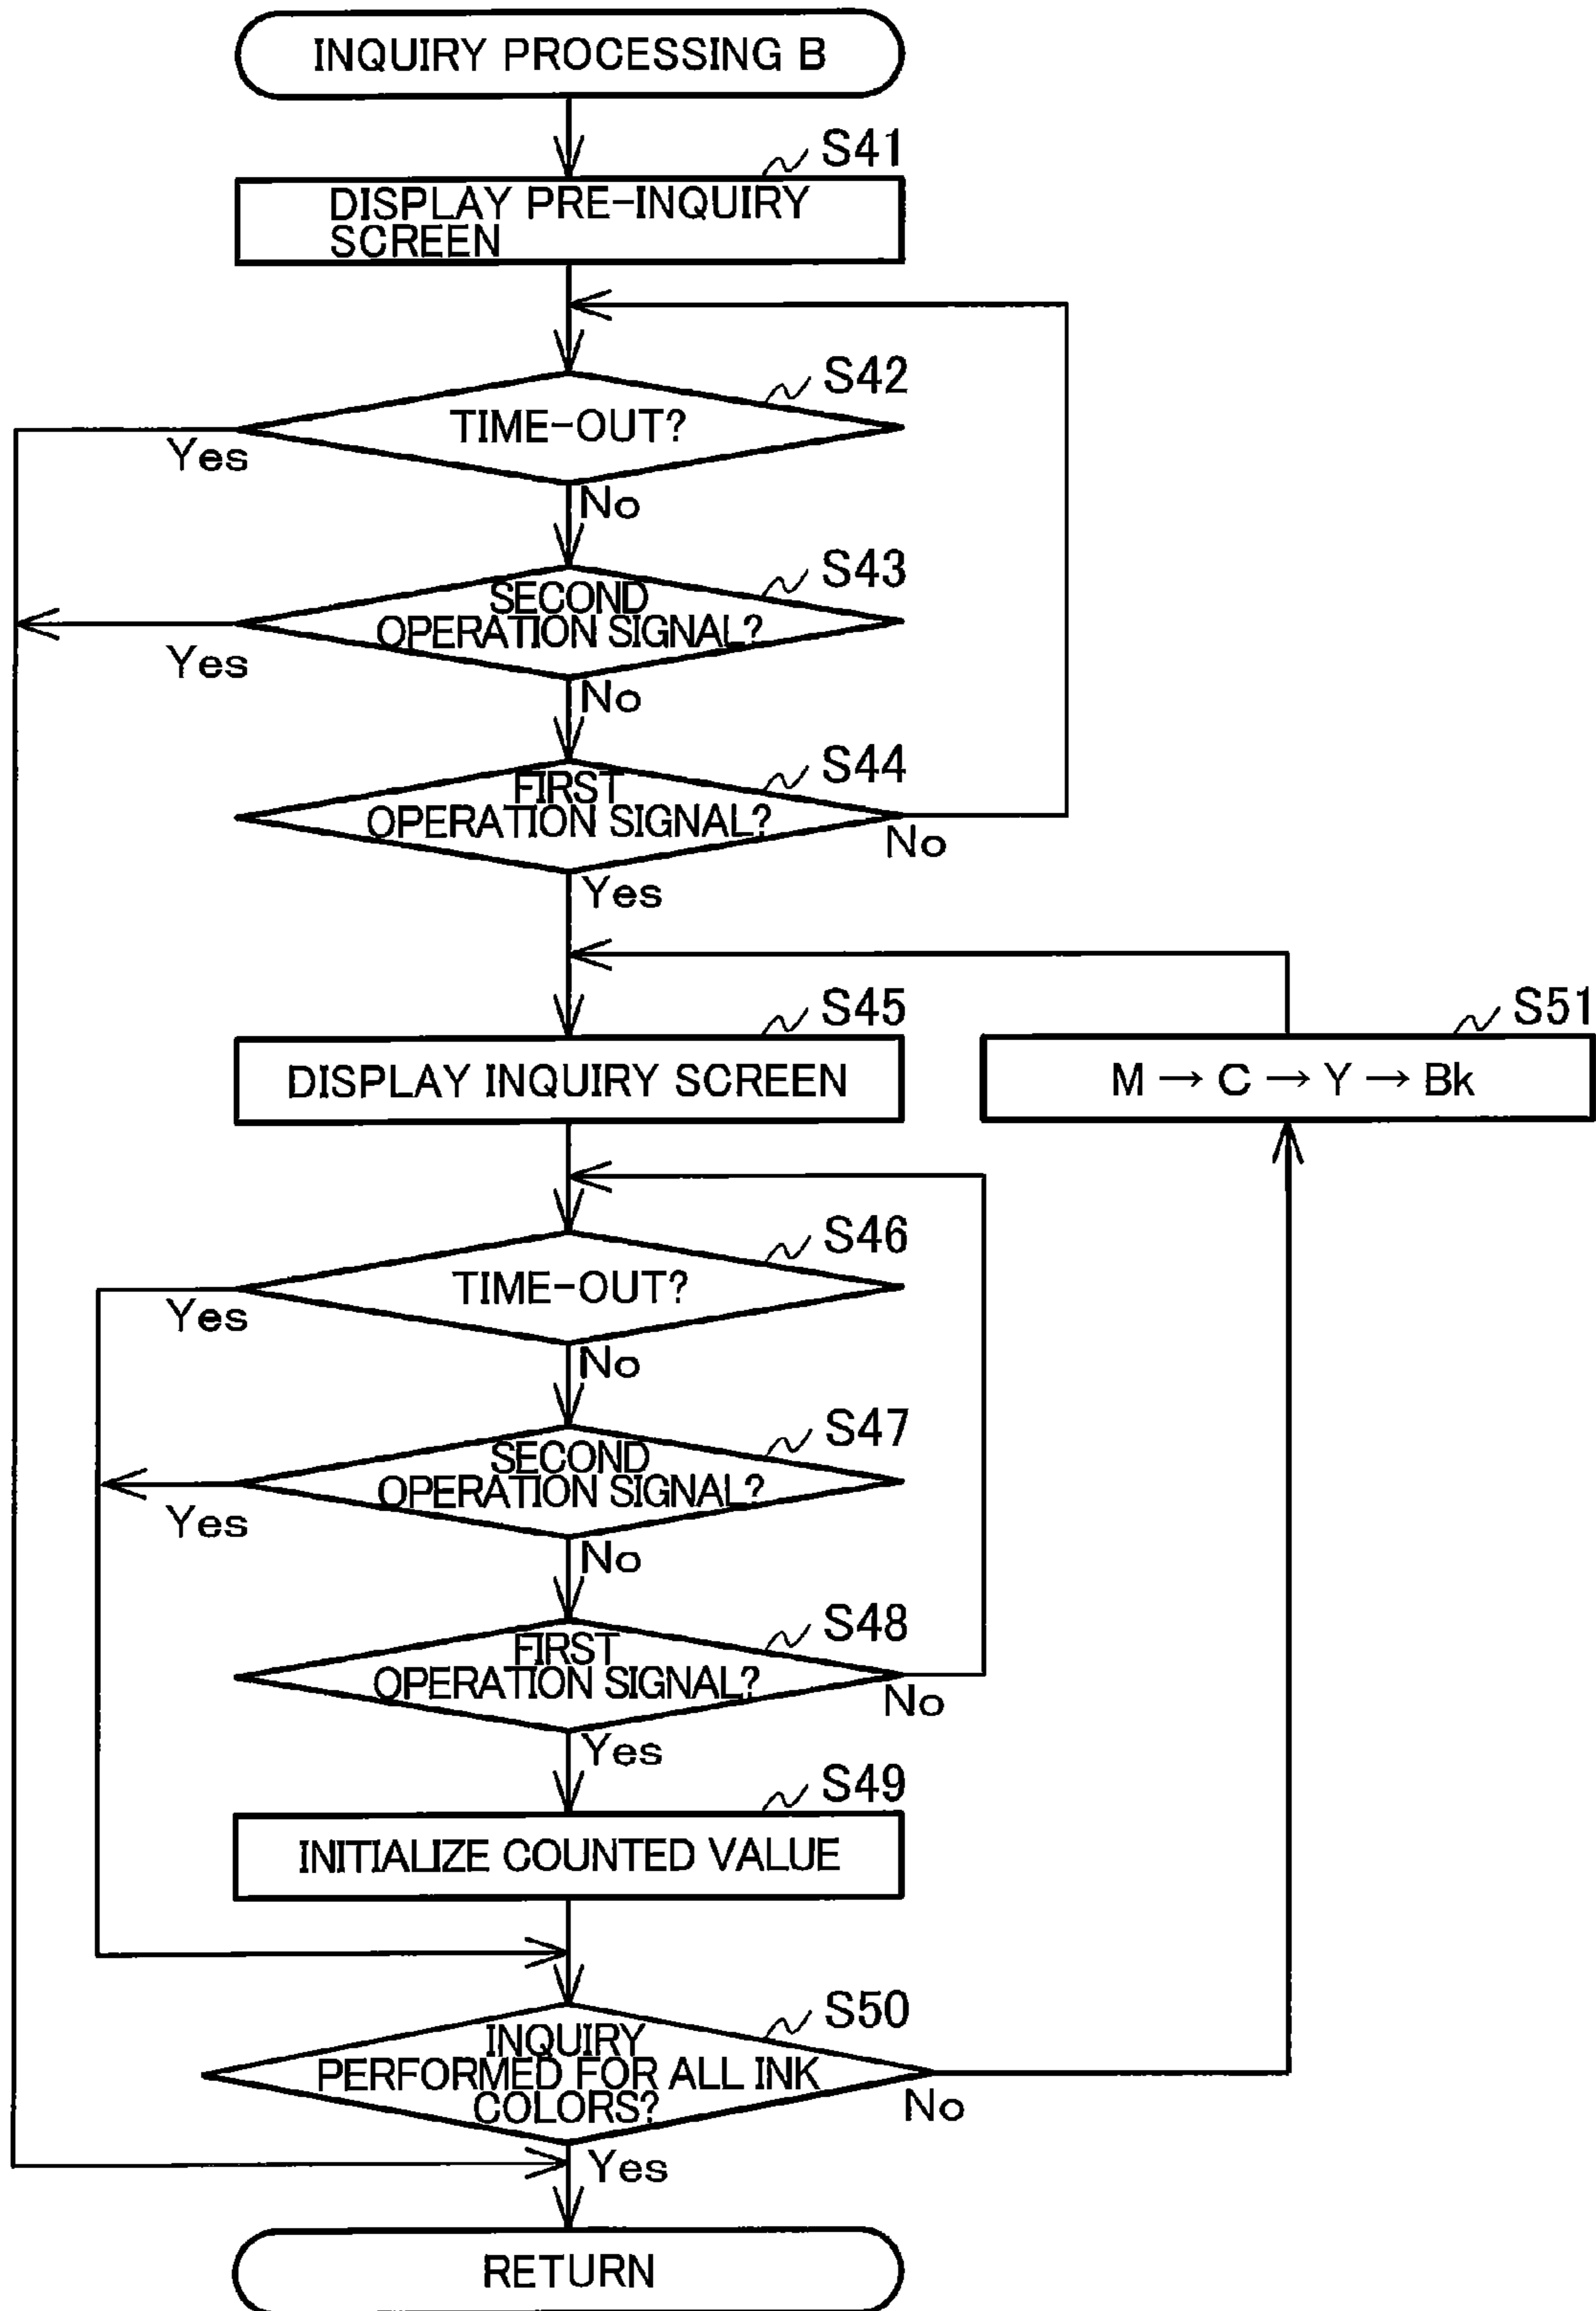 INQUIRY PROCESSING B
S41
DISPLAY PRE-INQUIRY
SCREEN
S42
TIME-OUT?
Yes
No
S43
SECOND
OPERATION SIGNAL?
Yes
No
S44
FIRST
OPERATION SIGNAL?
No
Yes
S45
DISPLAY INQUIRY SCREEN
S51
M → C → Y → Bk
S46
TIME-OUT?
Yes
No
S47
SECOND
OPERATION SIGNAL?
Yes
No
S48
FIRST
OPERATION SIGNAL?
No
Yes
S49
INITIALIZE COUNTED VALUE
S50
INQUIRY
PERFORMED FOR ALL INK
COLORS?
No
Yes
RETURN